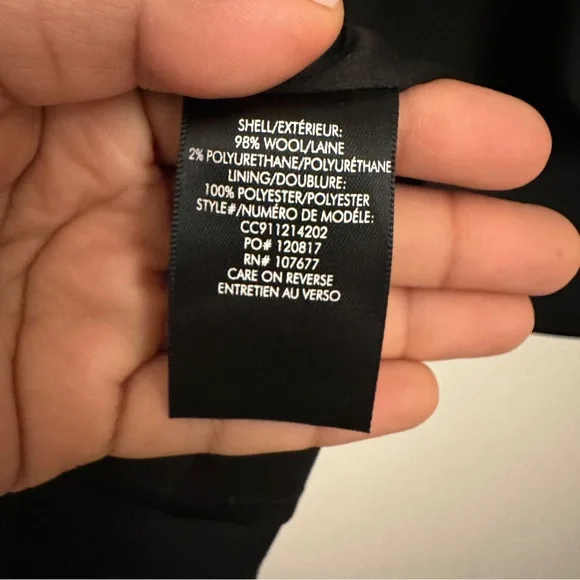 SHELL/EXTÉRIEUR:
98% WOOL/LAINE
2% POLYURETHANE/POLYURÉTHANE
LINING/DOUBLURE:
100% POLYESTER/POLYESTER
STYLE#/NUMÉRO DE MODÉLE:
CC911214202
PO# 120817
RN# 107677
CARE ON REVERSE
ENTRETIEN AU VERSO